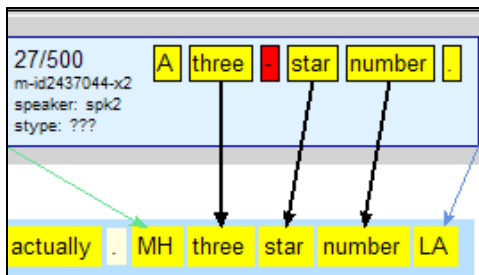 27/500 A three - star number .
m-id2437044-x2
speaker: spk2
stype: ???
actually . MH three star number LA